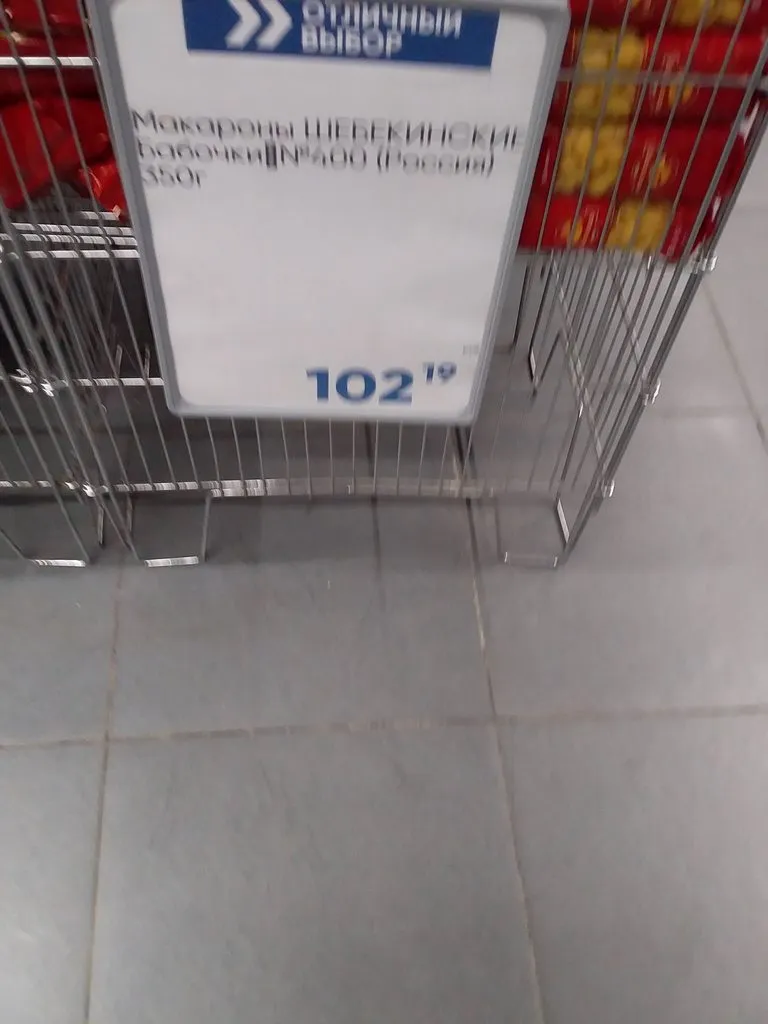 ОТЛИЧНЫЙ
ВЫБОР
Макароны ШЕБЕКИНСКИЕ
Бабочки №400 (Россия)
350г
102 19